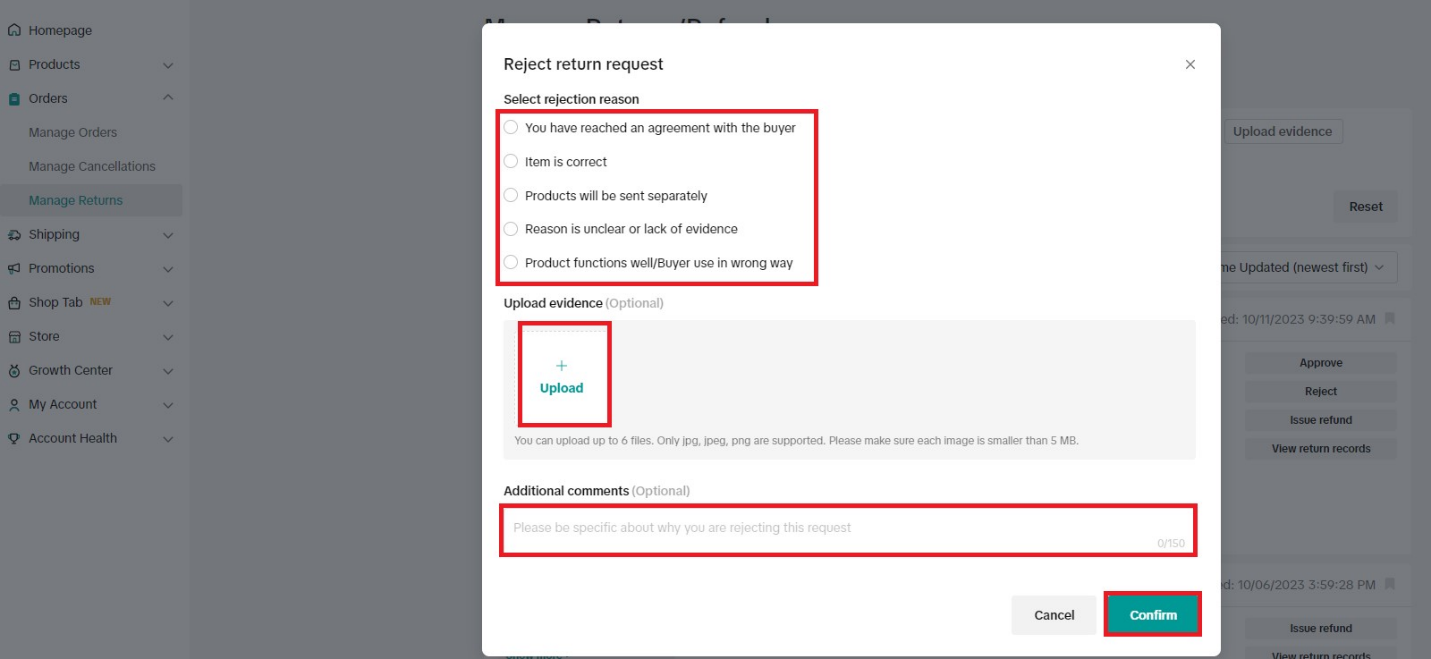 Homepage
Products
Orders
Manage Orders
Manage Cancellations
Manage Returns
Shipping
Promotions
Shop Tab NEW
Store
Growth Center
My Account
Account Health
Reject return request
Select rejection reason
You have reached an agreement with the buyer
Item is correct
Products will be sent separately
Reason is unclear or lack of evidence
Product functions well/Buyer use in wrong way
Upload evidence (Optional)
+
Upload
You can upload up to 6 files. Only jpg, jpeg, png are supported. Please make sure each image is smaller than 5 MB.
Additional comments (Optional)
Please be specific about why you are rejecting this request
0/150
Cancel
Confirm
Upload evidence
Reset
Updated (newest first)
10/11/2023 9:39:59 AM
Approve
Reject
Issue refund
View return records
10/06/2023 3:59:28 PM
Issue refund
View return records